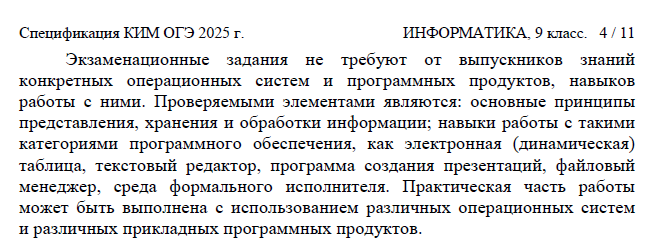 Спецификация КИМ ОГЭ 2025 г. ИНФОРМАТИКА, 9 класс. 4 / 11
Экзаменационные задания не требуют от выпускников знаний
конкретных операционных систем и программных продуктов, навыков
работы с ними. Проверяемыми элементами являются: основные принципы
представления, хранения и обработки информации; навыки работы с такими
категориями программного обеспечения, как электронная (динамическая)
таблица, текстовый редактор, программа создания презентаций, файловый
менеджер, среда формального исполнителя. Практическая часть работы
может быть выполнена с использованием различных операционных систем
и различных прикладных программных продуктов.